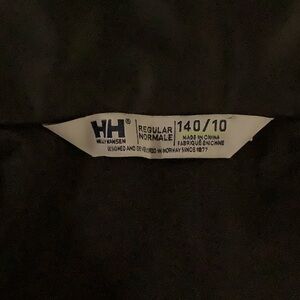 HH®
HELLY HANSEN
REGULAR
NORMALE
140/10
MADE IN CHINA
FABRIQUÉ EN CHINE
DESIGNED AND DEVELOPED IN NORWAY SINCE 1877